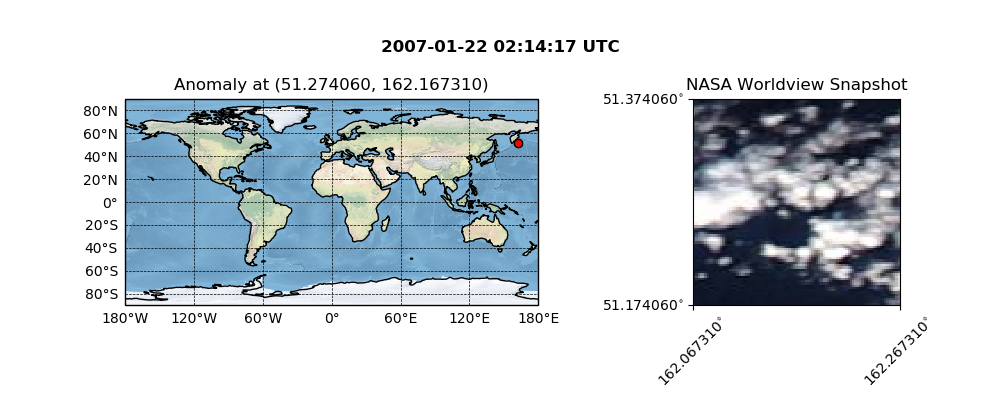 2007-01-22 02:14:17 UTC
Anomaly at (51.274060, 162.167310)
80°N
60°N
40°N
20°N
0°
20°S
40°S
60°S
80°S
180°W 120°W 60°W 0° 60°E 120°E 180°E
NASA Worldview Snapshot
51.374060°
51.174060°
162.067310°
162.267310°